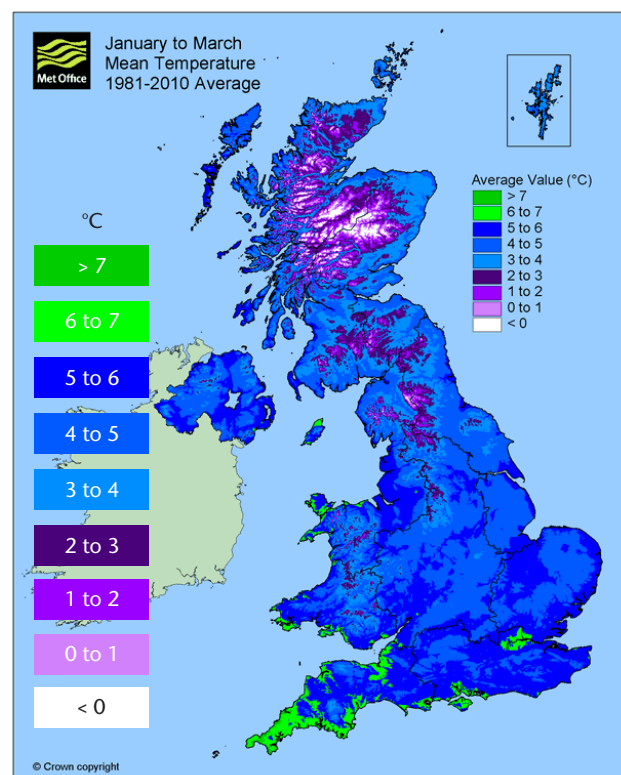 Met Office
January to March
Mean Temperature
1981-2010 Average
Average Value (°C)
> 7
6 to 7
5 to 6
4 to 5
3 to 4
2 to 3
1 to 2
0 to 1
< 0
°C
> 7
6 to 7
5 to 6
4 to 5
3 to 4
2 to 3
1 to 2
0 to 1
< 0
© Crown copyright